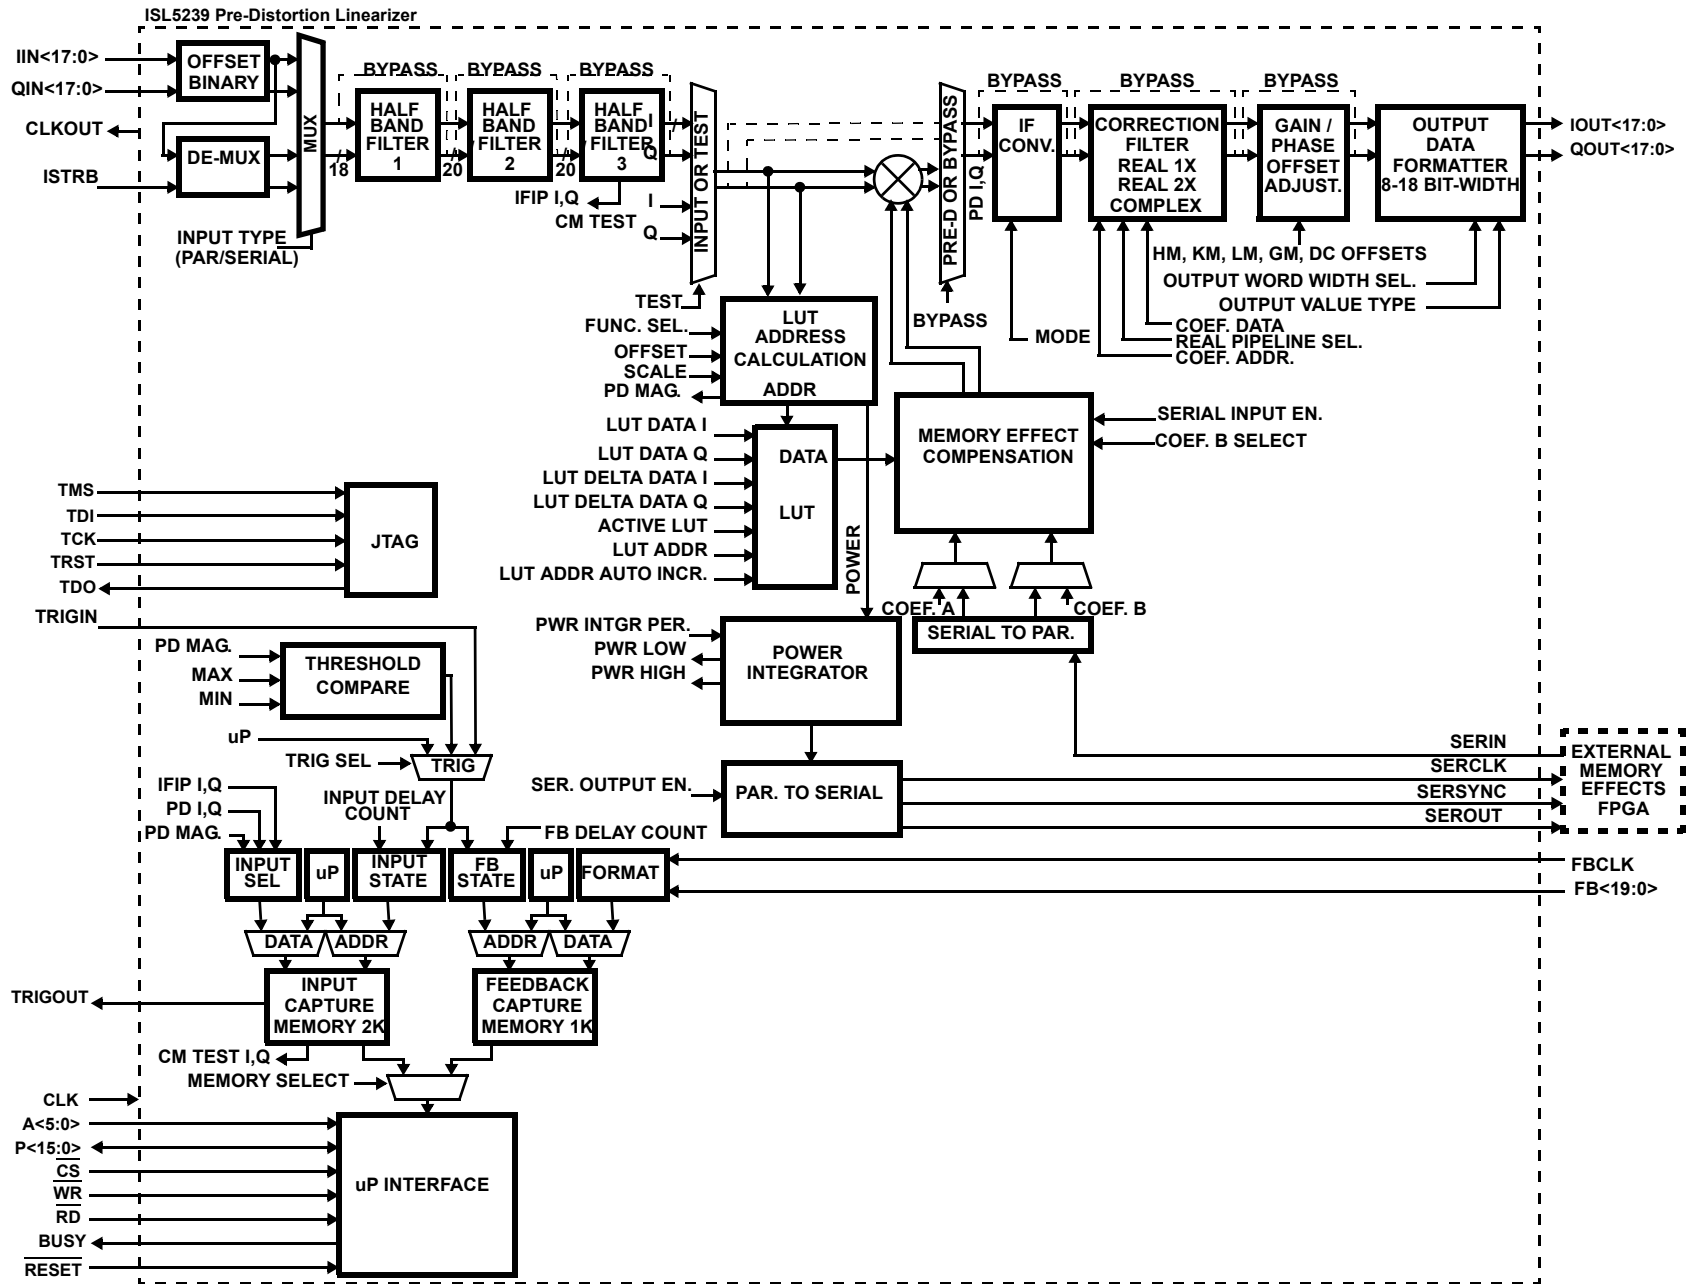 ISL5239 Pre-Distortion Linearizer
IIN<17:0>
QIN<17:0>
CLKOUT
ISTRB
OFFSET
BINARY
DE-MUX
MUX
INPUT TYPE
(PAR/SERIAL)
BYPASS
HALF
BAND
FILTER
1
18
BYPASS
HALF
BAND
FILTER
2
20
BYPASS
HALF
BAND
FILTER
3
20
I
Q
IFIP I,Q
CM TEST
I
Q
INPUT OR TEST
TEST
PRE-D OR BYPASS
PD I,Q
BYPASS
BYPASS
IF
CONV.
MODE
BYPASS
CORRECTION
FILTER
REAL 1X
REAL 2X
COMPLEX
BYPASS
GAIN /
PHASE
OFFSET
ADJUST.
OUTPUT
DATA
FORMATTER
8-18 BIT-WIDTH
IOUT<17:0>
QOUT<17:0>
HM, KM, LM, GM, DC OFFSETS
OUTPUT WORD WIDTH SEL.
OUTPUT VALUE TYPE
COEF. DATA
REAL PIPELINE SEL.
COEF. ADDR.
FUNC. SEL.
OFFSET
SCALE
PD MAG.
LUT
ADDRESS
CALCULATION
ADDR
LUT DATA I
LUT DATA Q
LUT DELTA DATA I
LUT DELTA DATA Q
ACTIVE LUT
LUT ADDR
LUT ADDR AUTO INCR.
DATA
LUT
POWER
MEMORY EFFECT
COMPENSATION
SERIAL INPUT EN.
COEF. B SELECT
COEF. A
COEF. B
SERIAL TO PAR.
TMS
TDI
TCK
TRST
TDO
JTAG
TRIGIN
PD MAG.
MAX
MIN
THRESHOLD
COMPARE
PWR INTGR PER.
PWR LOW
PWR HIGH
POWER
INTEGRATOR
uP
TRIG SEL
TRIG
SER. OUTPUT EN.
PAR. TO SERIAL
SERIN
SERCLK
SERSYNC
SEROUT
EXTERNAL
MEMORY
EFFECTS
FPGA
IFIP I,Q
PD I,Q
PD MAG.
INPUT DELAY
COUNT
FB DELAY COUNT
INPUT
SEL
uP
INPUT
STATE
FB
STATE
uP
FORMAT
FBCLK
FB<19:0>
DATA
ADDR
ADDR
DATA
INPUT
CAPTURE
MEMORY 2K
FEEDBACK
CAPTURE
MEMORY 1K
TRIGOUT
CM TEST I,Q
MEMORY SELECT
CLK
A<5:0>
P<15:0>
CS
WR
RD
BUSY
RESET
uP INTERFACE